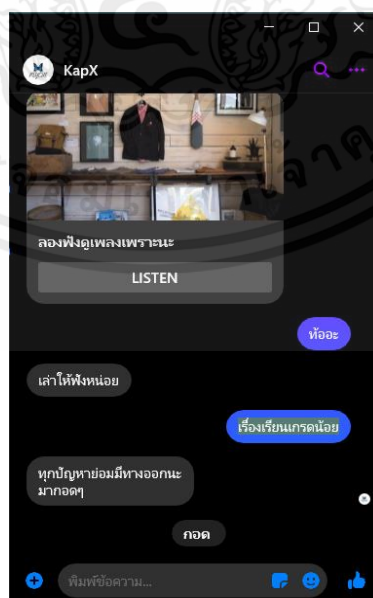 KapX
ลองฟังดูเพลงเพราะนะ
LISTEN
ท้ออะ
เล่าให้ฟังหน่อย
เรื่องเรียนเกรดน้อย
ทุกปัญหาย่อมมีทางออกนะ
มากอดๆ
กอด
พิมพ์ข้อความ...